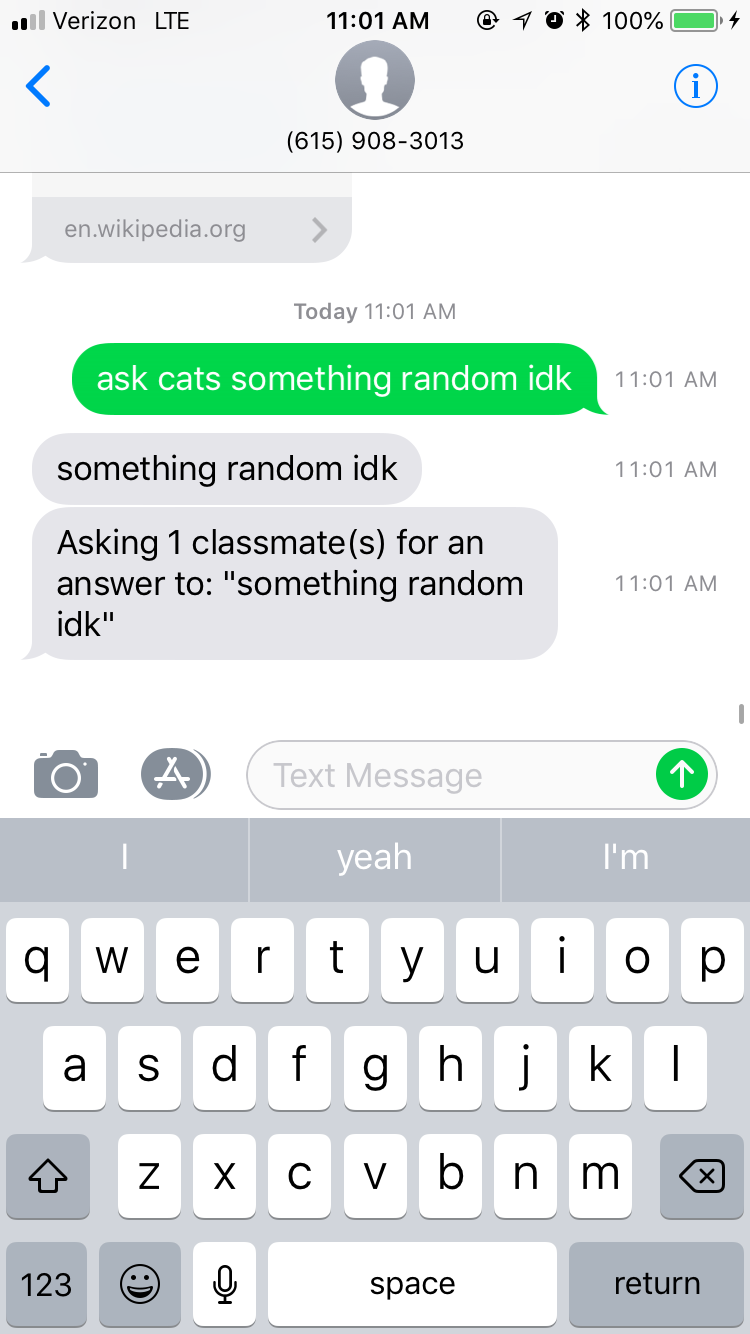 Verizon LTE 11:01 AM 100%
(615) 908-3013
en.wikipedia.org
Today 11:01 AM
ask cats something random idk 11:01 AM
something random idk 11:01 AM
Asking 1 classmate(s) for an
answer to: "something random 11:01 AM
idk"
Text Message
I yeah I'm
q w e r t y u i o p
a s d f g h j k l
z x c v b n m
123 space return